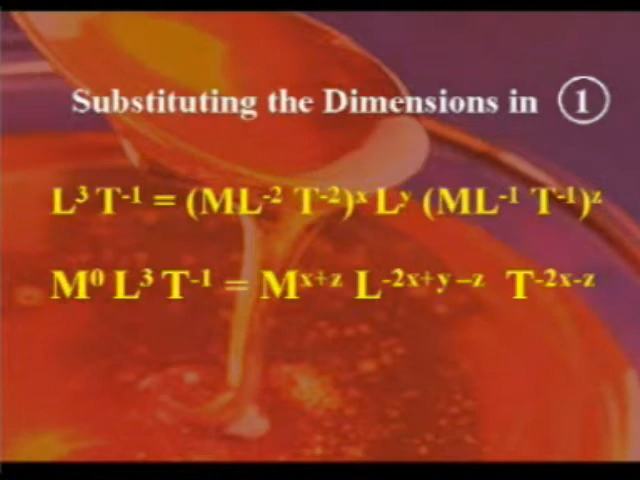 Substituting the Dimensions in ①
L³ T⁻¹ = (ML⁻² T⁻²)ˣ Lʸ (ML⁻¹ T⁻¹)ᶻ
M⁰ L³ T⁻¹ = Mˣ⁺ᶻ L⁻²ˣ⁺ʸ⁻ᶻ T⁻²ˣ⁻ᶻ